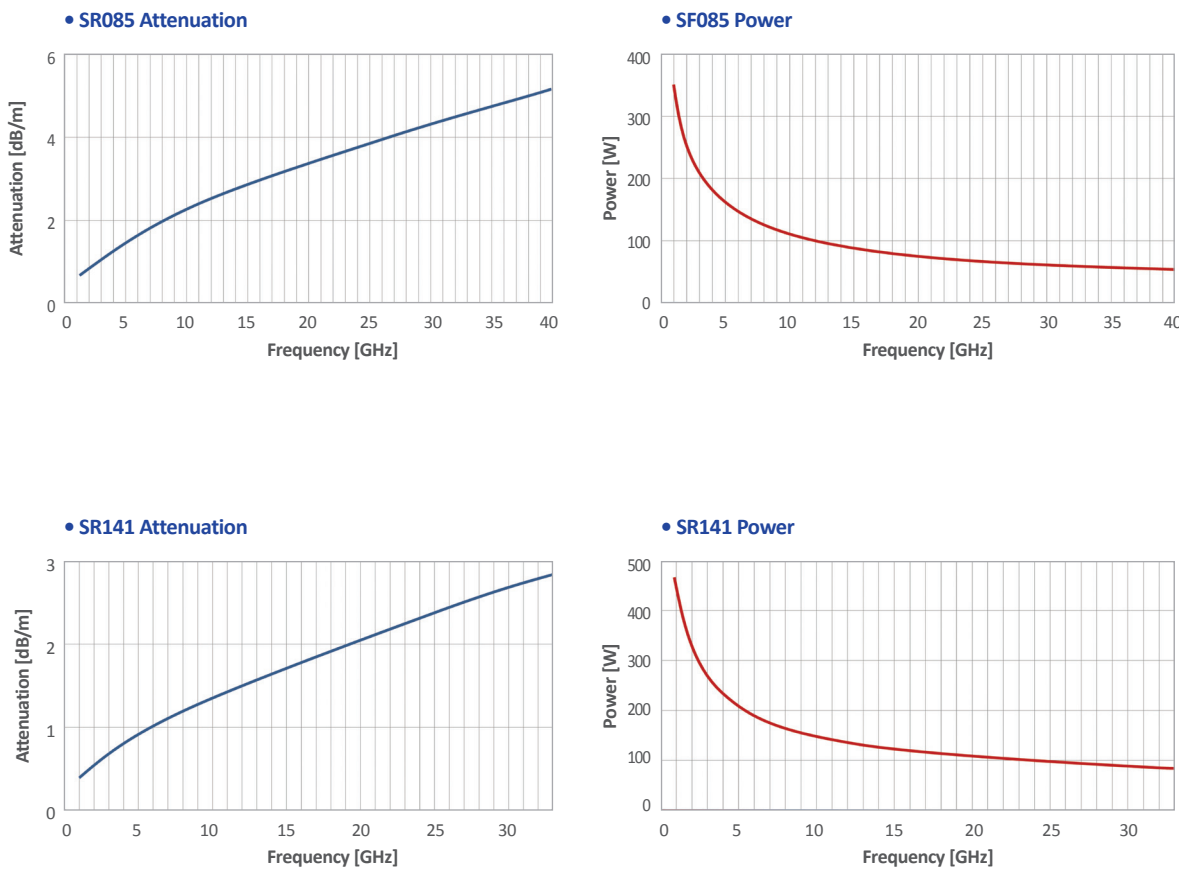 • SR085 Attenuation
6
4
2
0
Attenuation [dB/m]
0 5 10 15 20 25 30 35 40
Frequency [GHz]
• SF085 Power
400
300
200
100
0
Power [W]
0 5 10 15 20 25 30 35 40
Frequency [GHz]
• SR141 Attenuation
3
2
1
0
Attenuation [dB/m]
0 5 10 15 20 25 30
Frequency [GHz]
• SR141 Power
500
400
300
200
100
0
Power [W]
0 5 10 15 20 25 30
Frequency [GHz]